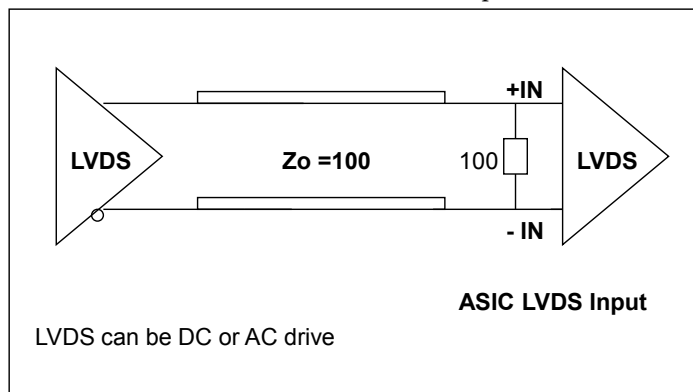 +IN
LVDS
Zo =100
100
LVDS
- IN
ASIC LVDS Input
LVDS can be DC or AC drive